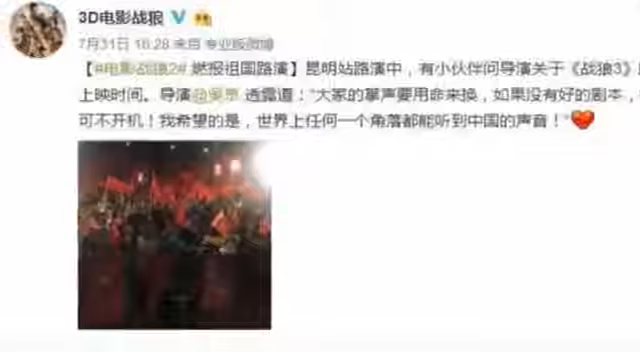 3D电影战狼
7月31日 16:28 来自 专业版微博
【#电影战狼2# 燃报祖国路演】昆明站路演中，有小伙伴问导演关于《战狼3》
上映时间。导演@吴京 透露道："大家的掌声要用命来换，如果没有好的剧本，
可不开机！我希望的是，世界上任何一个角落都能听到中国的声音！"